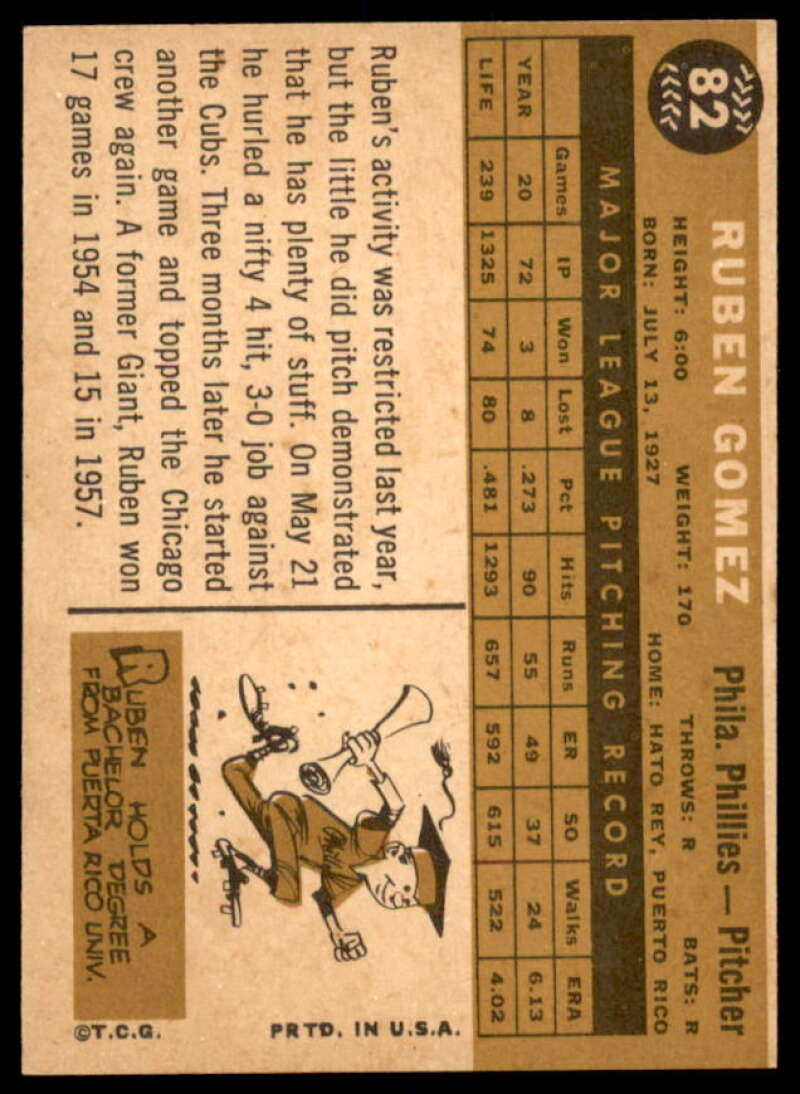 82
RUBEN GOMEZ Phila. Phillies — Pitcher
HEIGHT: 6:00 WEIGHT: 170 THROWS: R BATS: R
BORN: JULY 13, 1927 HOME: HATO REY, PUERTO RICO
MAJOR LEAGUE PITCHING RECORD
Games IP Won Lost Pct Hits Runs ER SO Walks ERA
YEAR 20 72 3 8 .273 90 55 49 37 24 6.13
LIFE 239 1325 74 80 .481 1293 657 592 615 522 4.02
Ruben's activity was restricted last year,
but the little he did pitch demonstrated
that he has plenty of stuff. On May 21
he hurled a nifty 4 hit, 3-0 job against
the Cubs. Three months later he started
another game and topped the Chicago
crew again. A former Giant, Ruben won
17 games in 1954 and 15 in 1957.
RUBEN HOLDS A
BACHELOR DEGREE
FROM PUERTA RICO UNIV.
©T.C.G. PRTD. IN U.S.A.